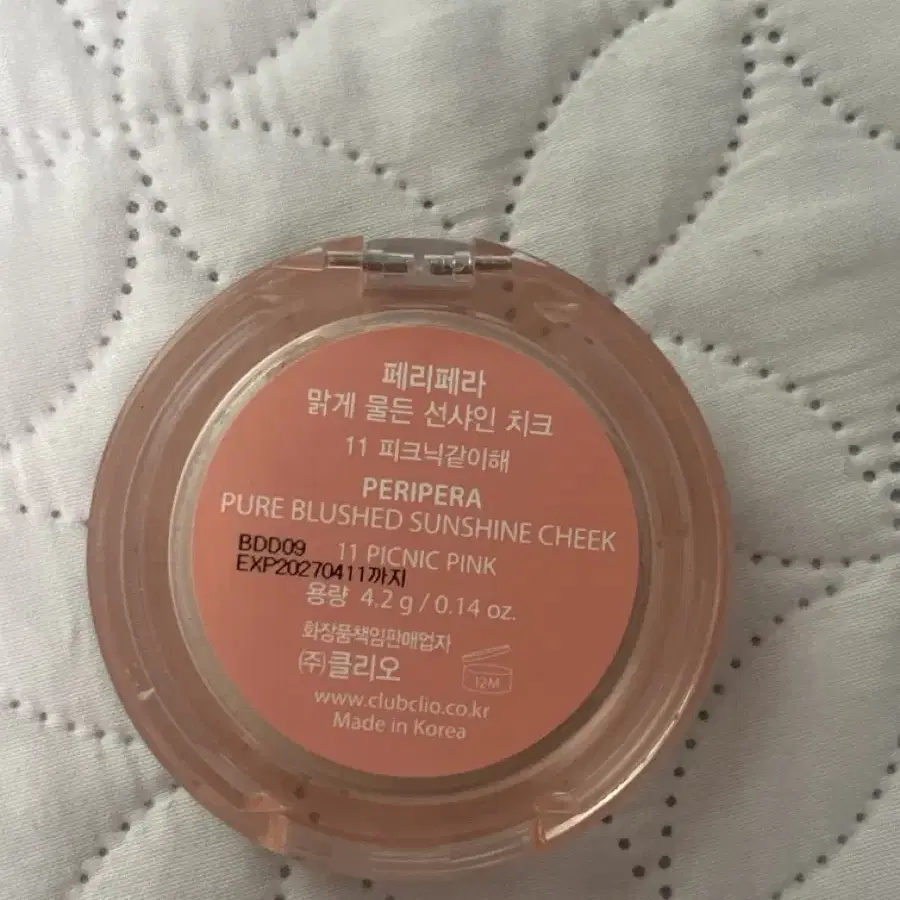 페리페라
맑게 물든 선샤인 치크
11 피크닉같이해
PERIPERA
PURE BLUSHED SUNSHINE CHEEK
BDD09
11 PICNIC PINK
EXP20270411까지
용량 4.2 g / 0.14 oz.
화장품책임판매업자
㈜클리오
12M
www.clubclio.co.kr
Made in Korea